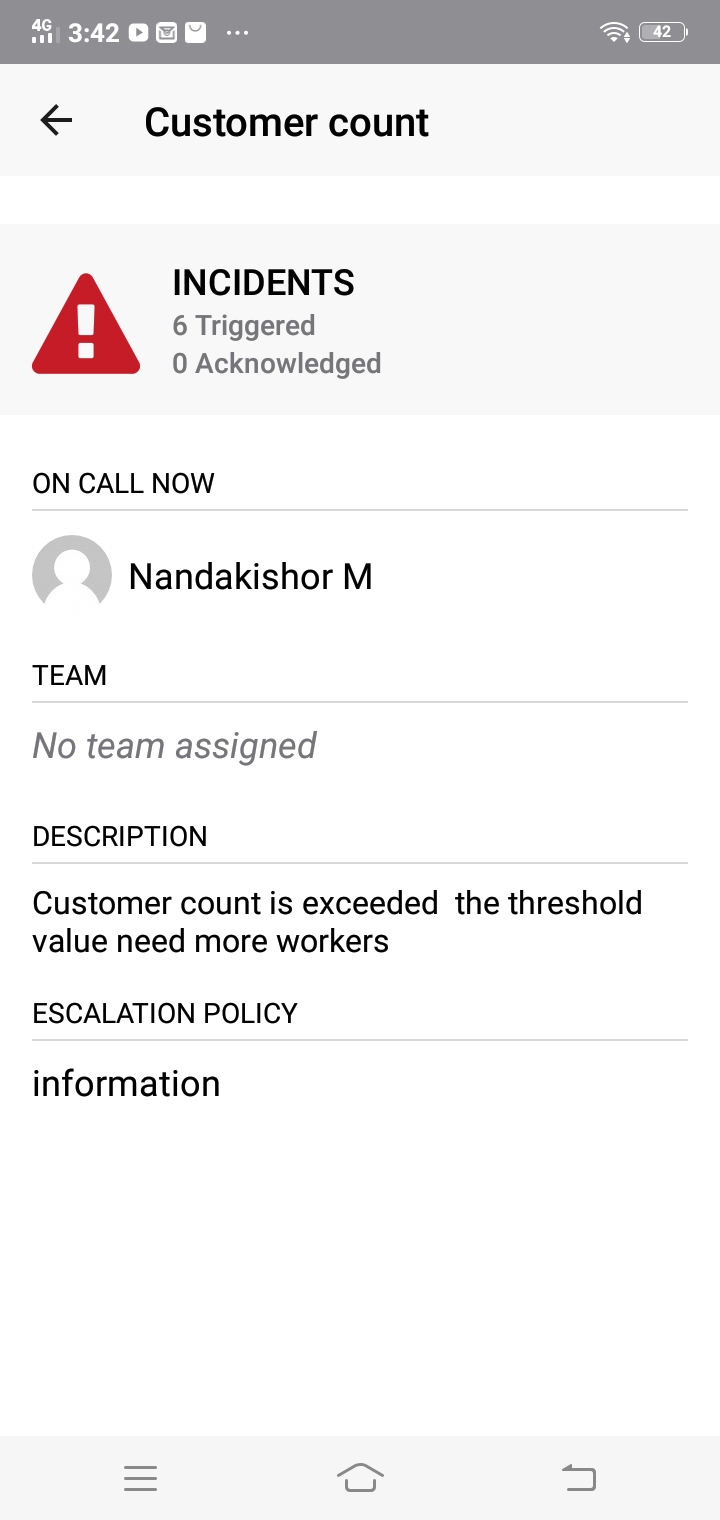 4G 3:42 ... 42
Customer count
INCIDENTS
6 Triggered
0 Acknowledged
ON CALL NOW
Nandakishor M
TEAM
No team assigned
DESCRIPTION
Customer count is exceeded  the threshold
value need more workers
ESCALATION POLICY
information